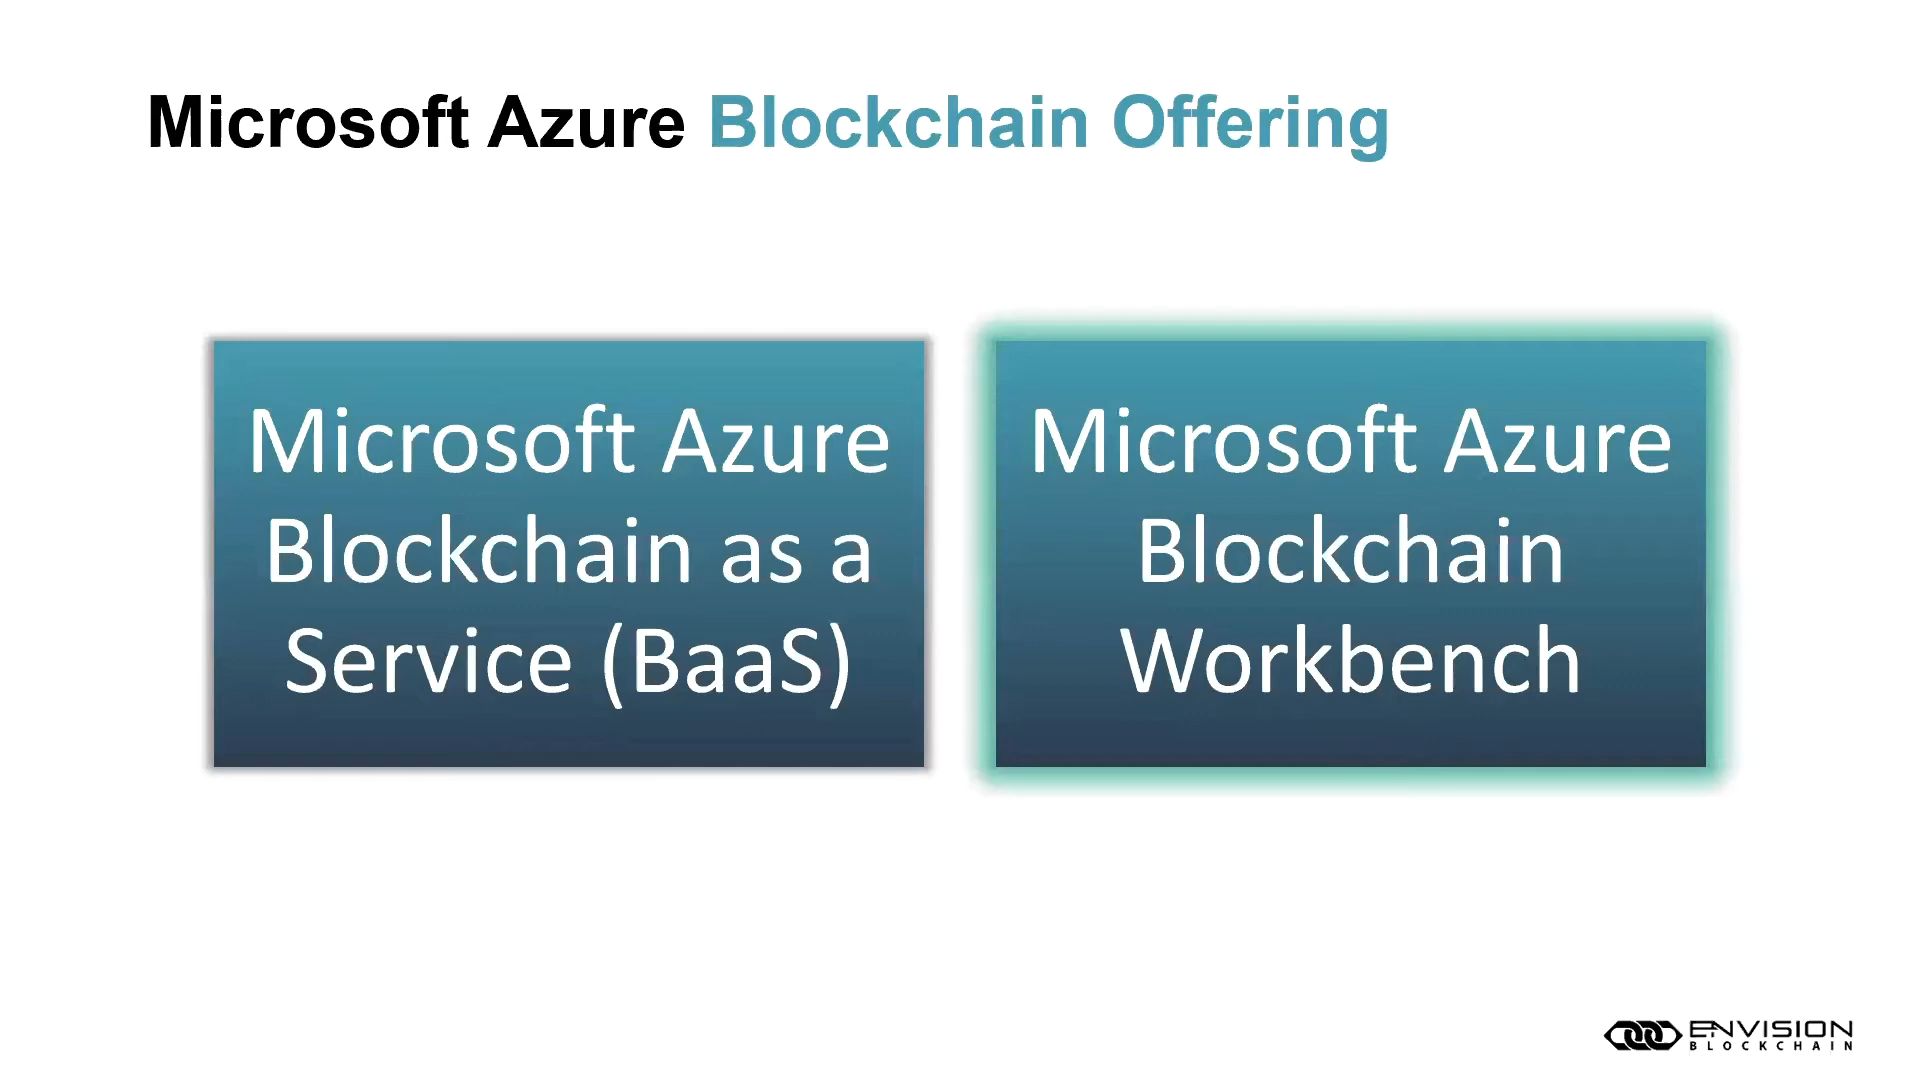 Microsoft Azure Blockchain Offering
Microsoft Azure
Blockchain as a
Service (BaaS)
Microsoft Azure
Blockchain
Workbench
ENVISION
BLOCKCHAIN